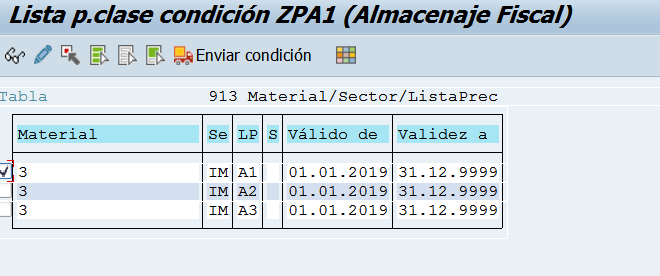 Lista p.clase condición ZPA1 (Almacenaje Fiscal)
Enviar condición
Tabla 913 Material/Sector/ListaPrec
Material Se LP S Válido de Validez a
3 IM A1 01.01.2019 31.12.9999
3 IM A2 01.01.2019 31.12.9999
3 IM A3 01.01.2019 31.12.9999